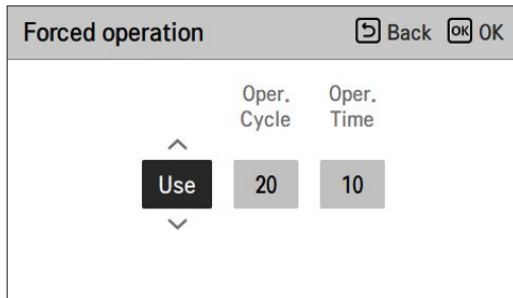 Forced operation Back OK OK
Oper. Oper.
Cycle Time
Use 20 10